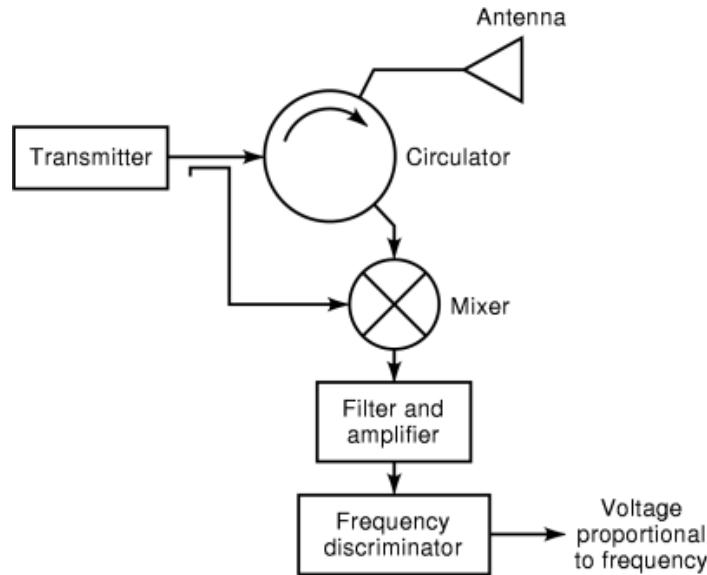 Antenna
Transmitter
Circulator
Mixer
Filter and
amplifier
Frequency
discriminator
Voltage
proportional
to frequency